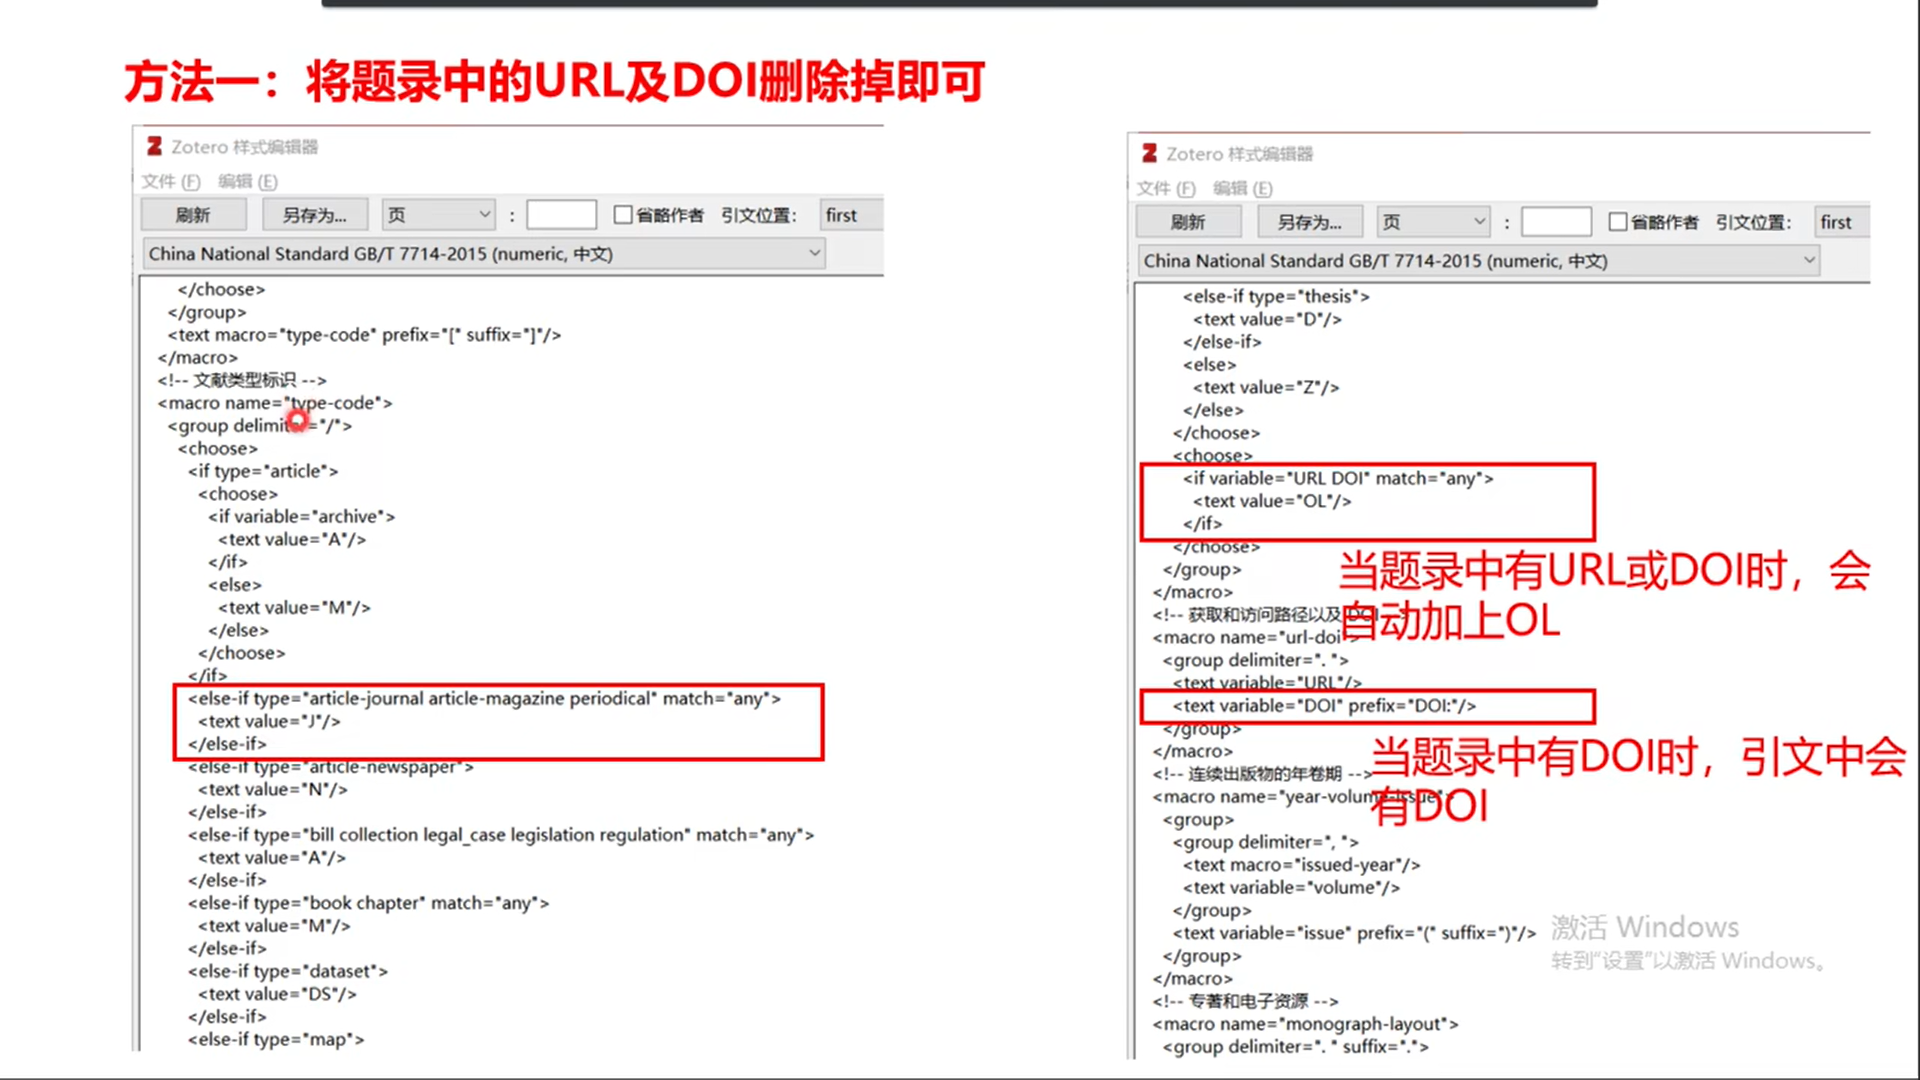 方法一：将题录中的URL及DOI删除掉即可
Zotero 样式编辑器
文件 (F) 编辑 (E)
刷新 另存为... 页 : 省略作者 引文位置: first
China National Standard GB/T 7714-2015 (numeric, 中文)
</choose>
</group>
<text macro="type-code" prefix="[" suffix="]"/>
</macro>
<!-- 文献类型标识 -->
<macro name="type-code">
<group delimiter="/">
<choose>
<if type="article">
<choose>
<if variable="archive">
<text value="A"/>
</if>
<else>
<text value="M"/>
</else>
</choose>
</if>
<else-if type="article-journal article-magazine periodical" match="any">
<text value="J"/>
</else-if>
<else-if type="article-newspaper">
<text value="N"/>
</else-if>
<else-if type="bill collection legal_case legislation regulation" match="any">
<text value="A"/>
</else-if>
<else-if type="book chapter" match="any">
<text value="M"/>
</else-if>
<else-if type="dataset">
<text value="DS"/>
</else-if>
<else-if type="map">
Zotero 样式编辑器
文件 (F) 编辑 (E)
刷新 另存为... 页 : 省略作者 引文位置: first
China National Standard GB/T 7714-2015 (numeric, 中文)
<else-if type="thesis">
<text value="D"/>
</else-if>
<else>
<text value="Z"/>
</else>
</choose>
<choose>
<if variable="URL DOI" match="any">
<text value="OL"/>
</if>
</choose>
</group>
</macro>
当题录中有URL或DOI时，会
自动加上OL
<!-- 获取和访问路径以及 DOI -->
<macro name="url-doi">
<group delimiter=". ">
<text variable="URL"/>
<text variable="DOI" prefix="DOI:"/>
</group>
</macro>
当题录中有DOI时，引文中会
有DOI
<!-- 连续出版物的年卷期 -->
<macro name="year-volume-issue">
<group>
<group delimiter=", ">
<text macro="issued-year"/>
<text variable="volume"/>
</group>
<text variable="issue" prefix="(" suffix=")"/>
</group>
</macro>
<!-- 专著和电子资源 -->
<macro name="monograph-layout">
<group delimiter=". " suffix=".">
激活 Windows
转到“设置”以激活 Windows。